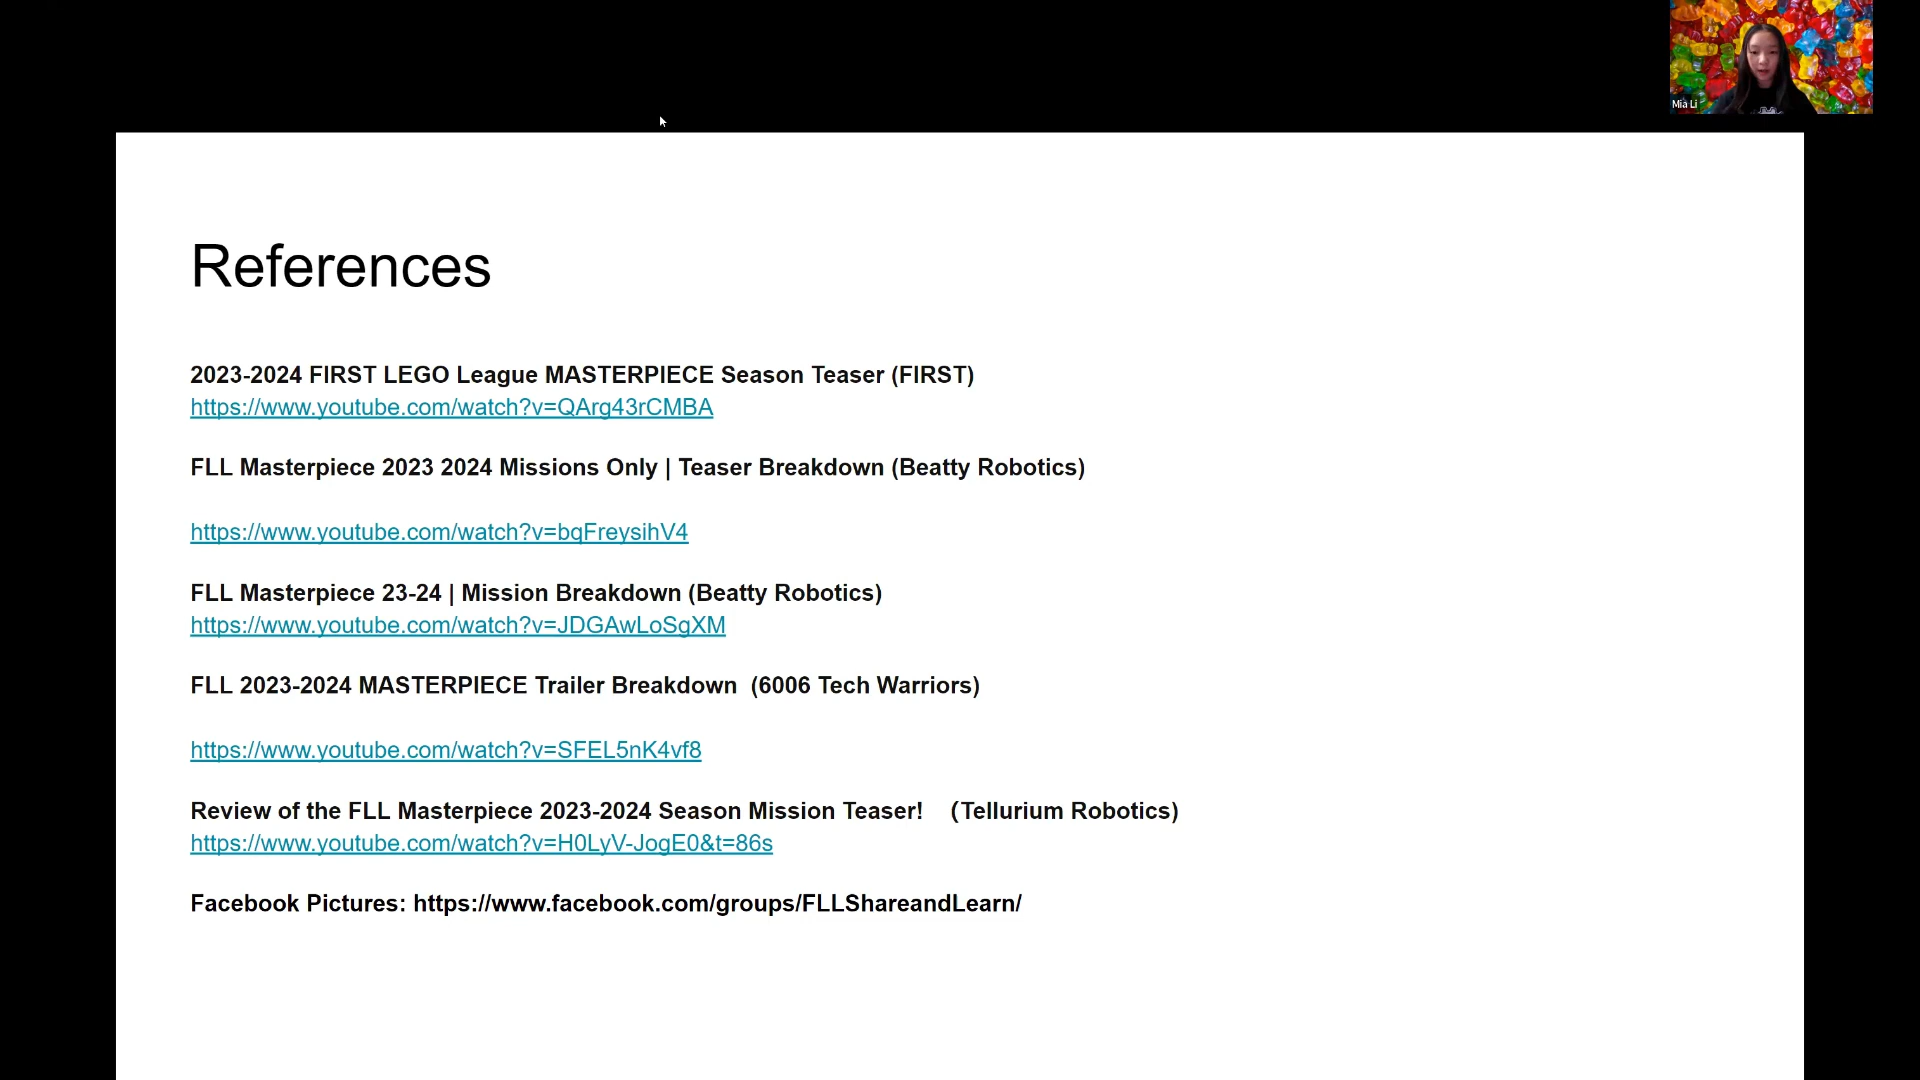 Mia Li
References
2023-2024 FIRST LEGO League MASTERPIECE Season Teaser (FIRST)
https://www.youtube.com/watch?v=QArg43rCMBA
FLL Masterpiece 2023 2024 Missions Only | Teaser Breakdown (Beatty Robotics)
https://www.youtube.com/watch?v=bqFreysihV4
FLL Masterpiece 23-24 | Mission Breakdown (Beatty Robotics)
https://www.youtube.com/watch?v=JDGAwLoSgXM
FLL 2023-2024 MASTERPIECE Trailer Breakdown  (6006 Tech Warriors)
https://www.youtube.com/watch?v=SFEL5nK4vf8
Review of the FLL Masterpiece 2023-2024 Season Mission Teaser!    (Tellurium Robotics)
https://www.youtube.com/watch?v=H0LyV-JogE0&t=86s
Facebook Pictures: https://www.facebook.com/groups/FLLShareandLearn/